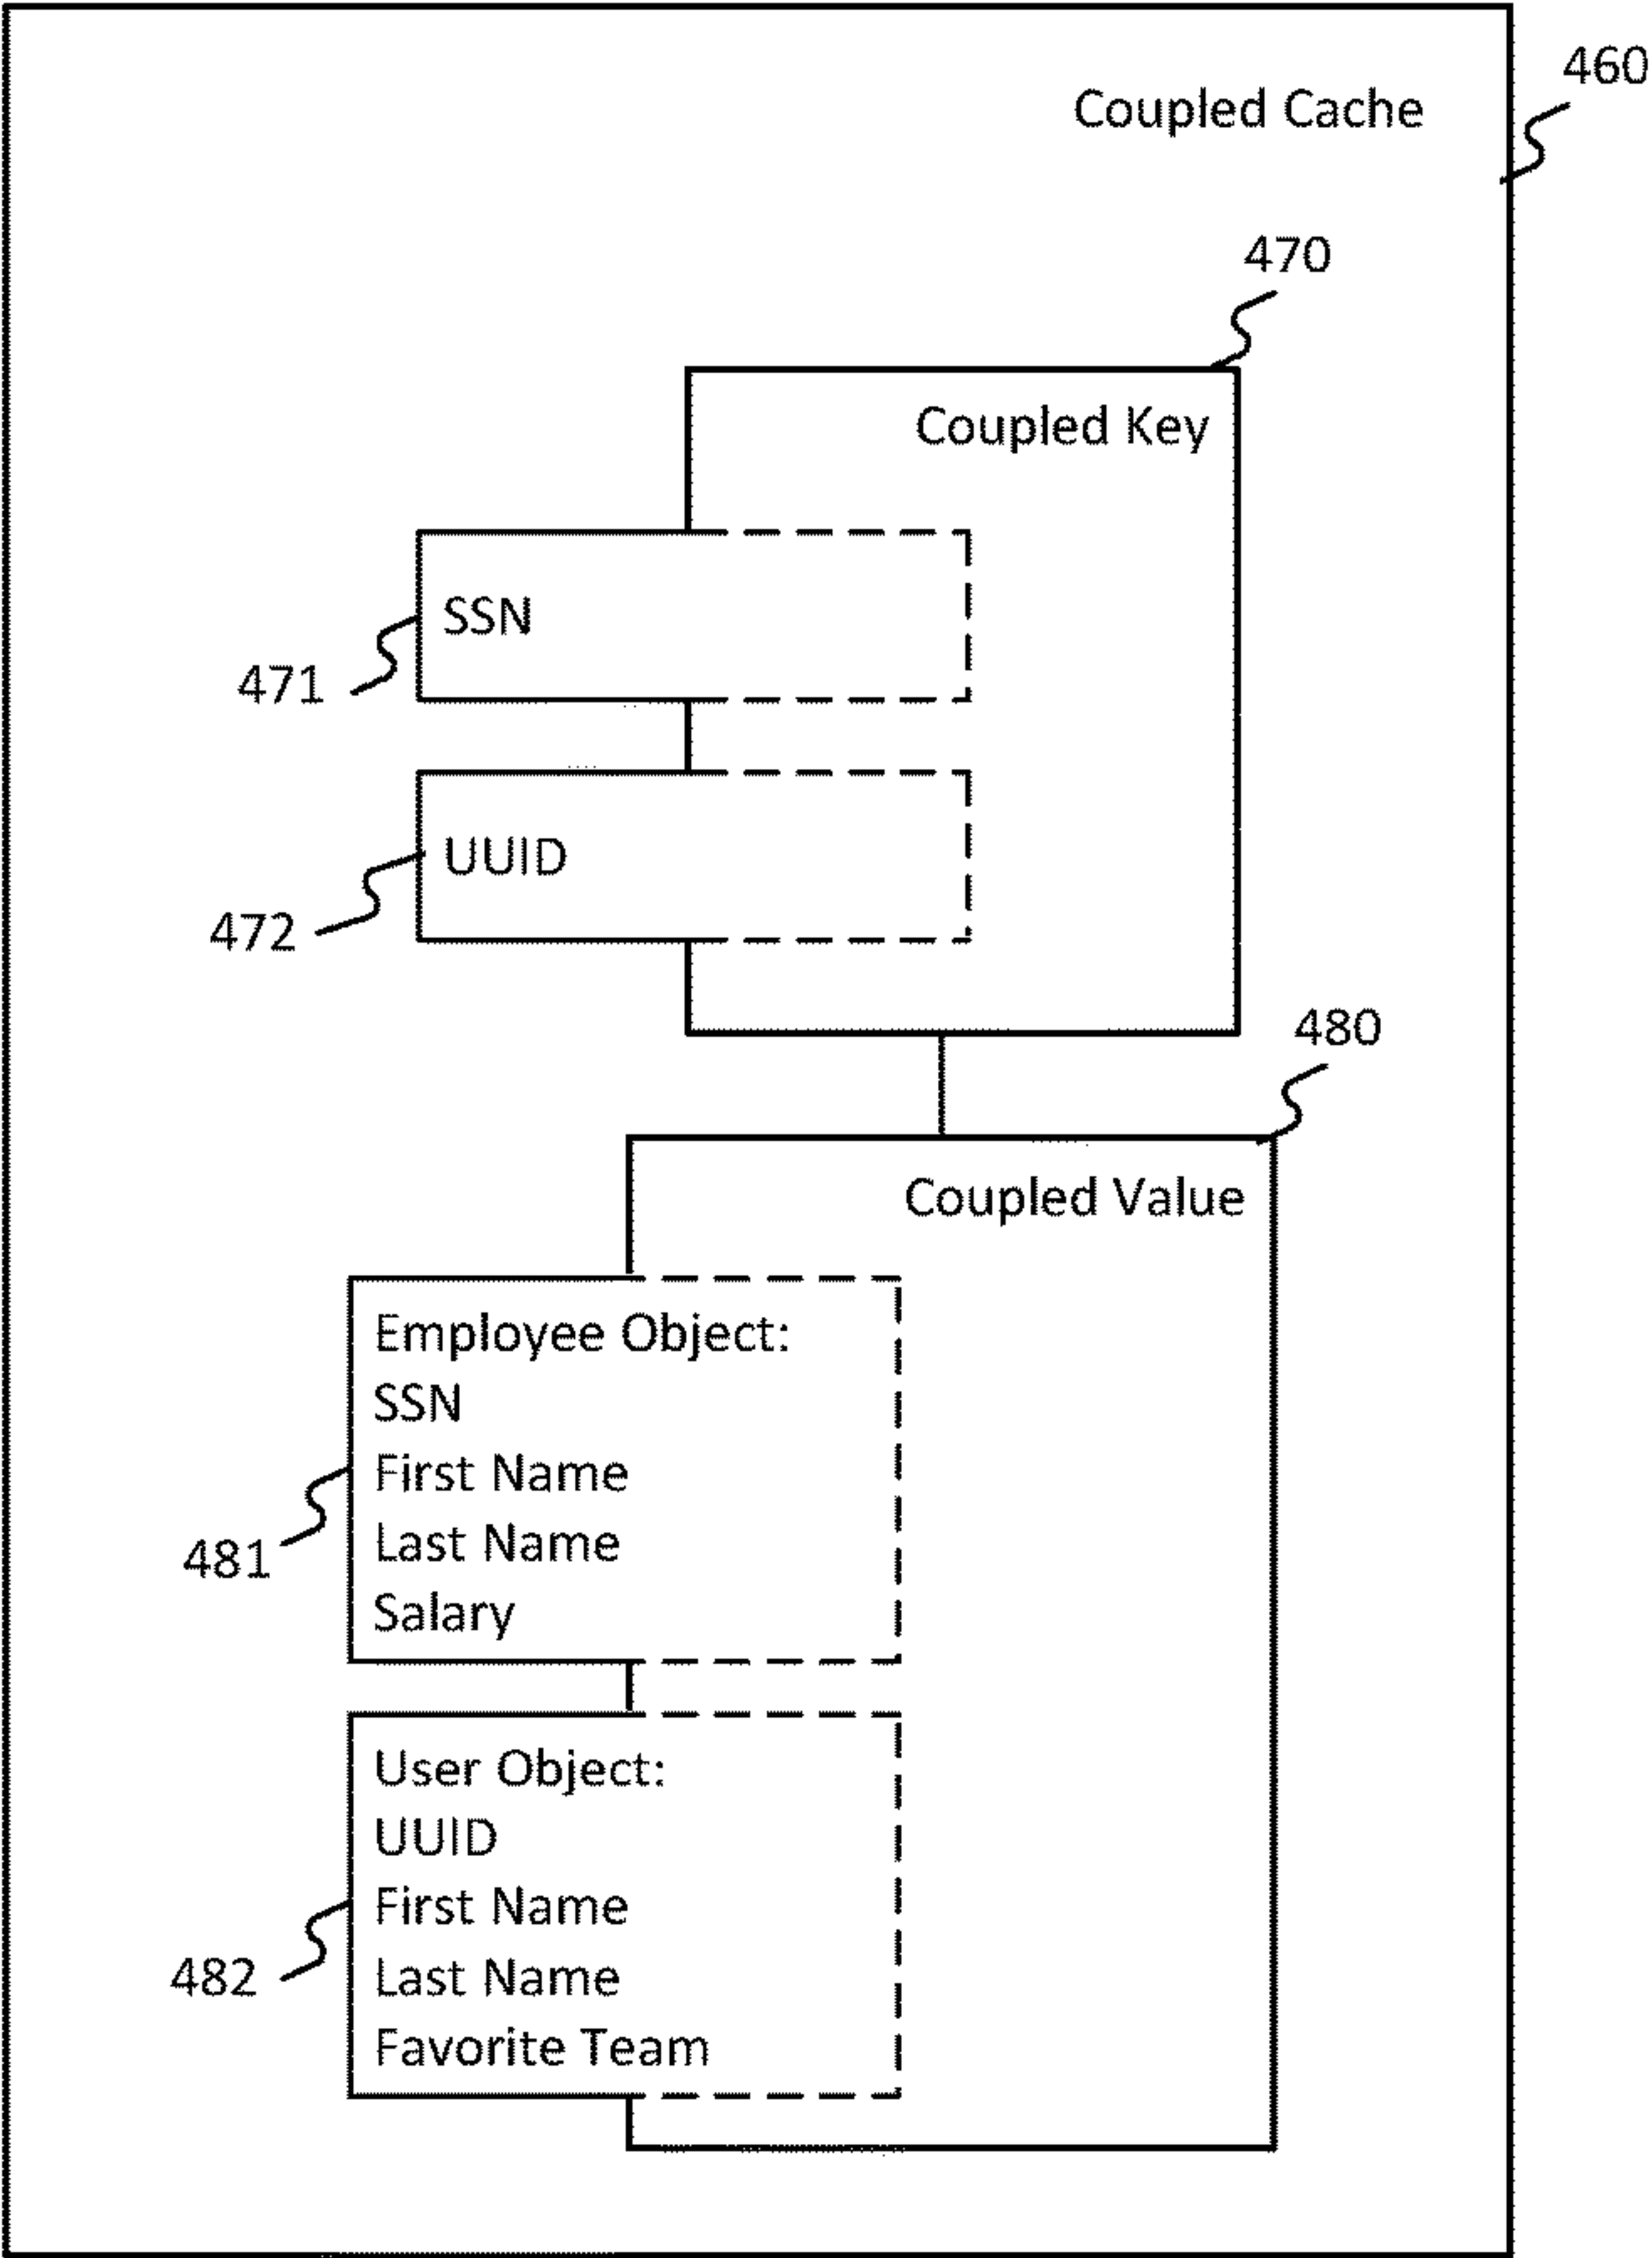 460
Coupled Cache
470
Coupled Key
SSN
471
UUID
472
480
Coupled Value
Employee Object:
SSN
First Name
Last Name
481
Salary
User Object:
UUID
First Name
482
Last Name
Favorite Team